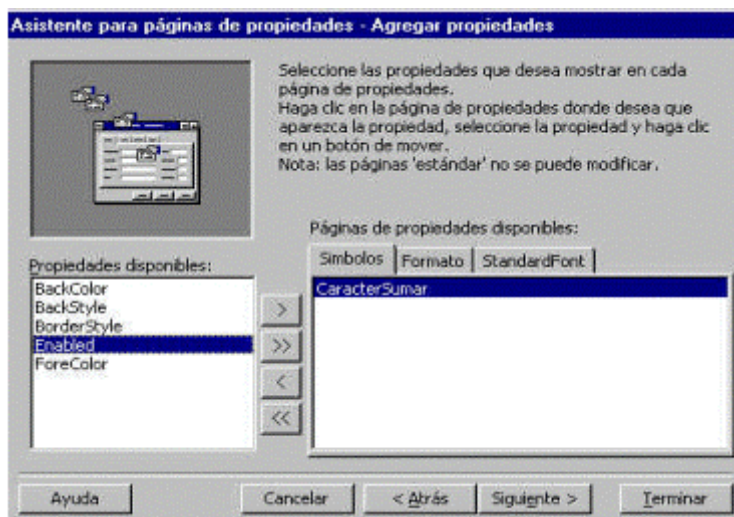 Asistente para páginas de propiedades - Agregar propiedades
Seleccione las propiedades que desea mostrar en cada
página de propiedades.
Haga clic en la página de propiedades donde desea que
aparezca la propiedad, seleccione la propiedad y haga clic
en un botón de mover.
Nota: las páginas 'estándar' no se puede modificar.
Páginas de propiedades disponibles:
Simbolos Formato StandardFont
CaracterSumar
Propiedades disponibles:
BackColor
BackStyle
BorderStyle
Enabled
ForeColor
>
>>
<
<<
Ayuda Cancelar < Atrás Siguiente > Terminar